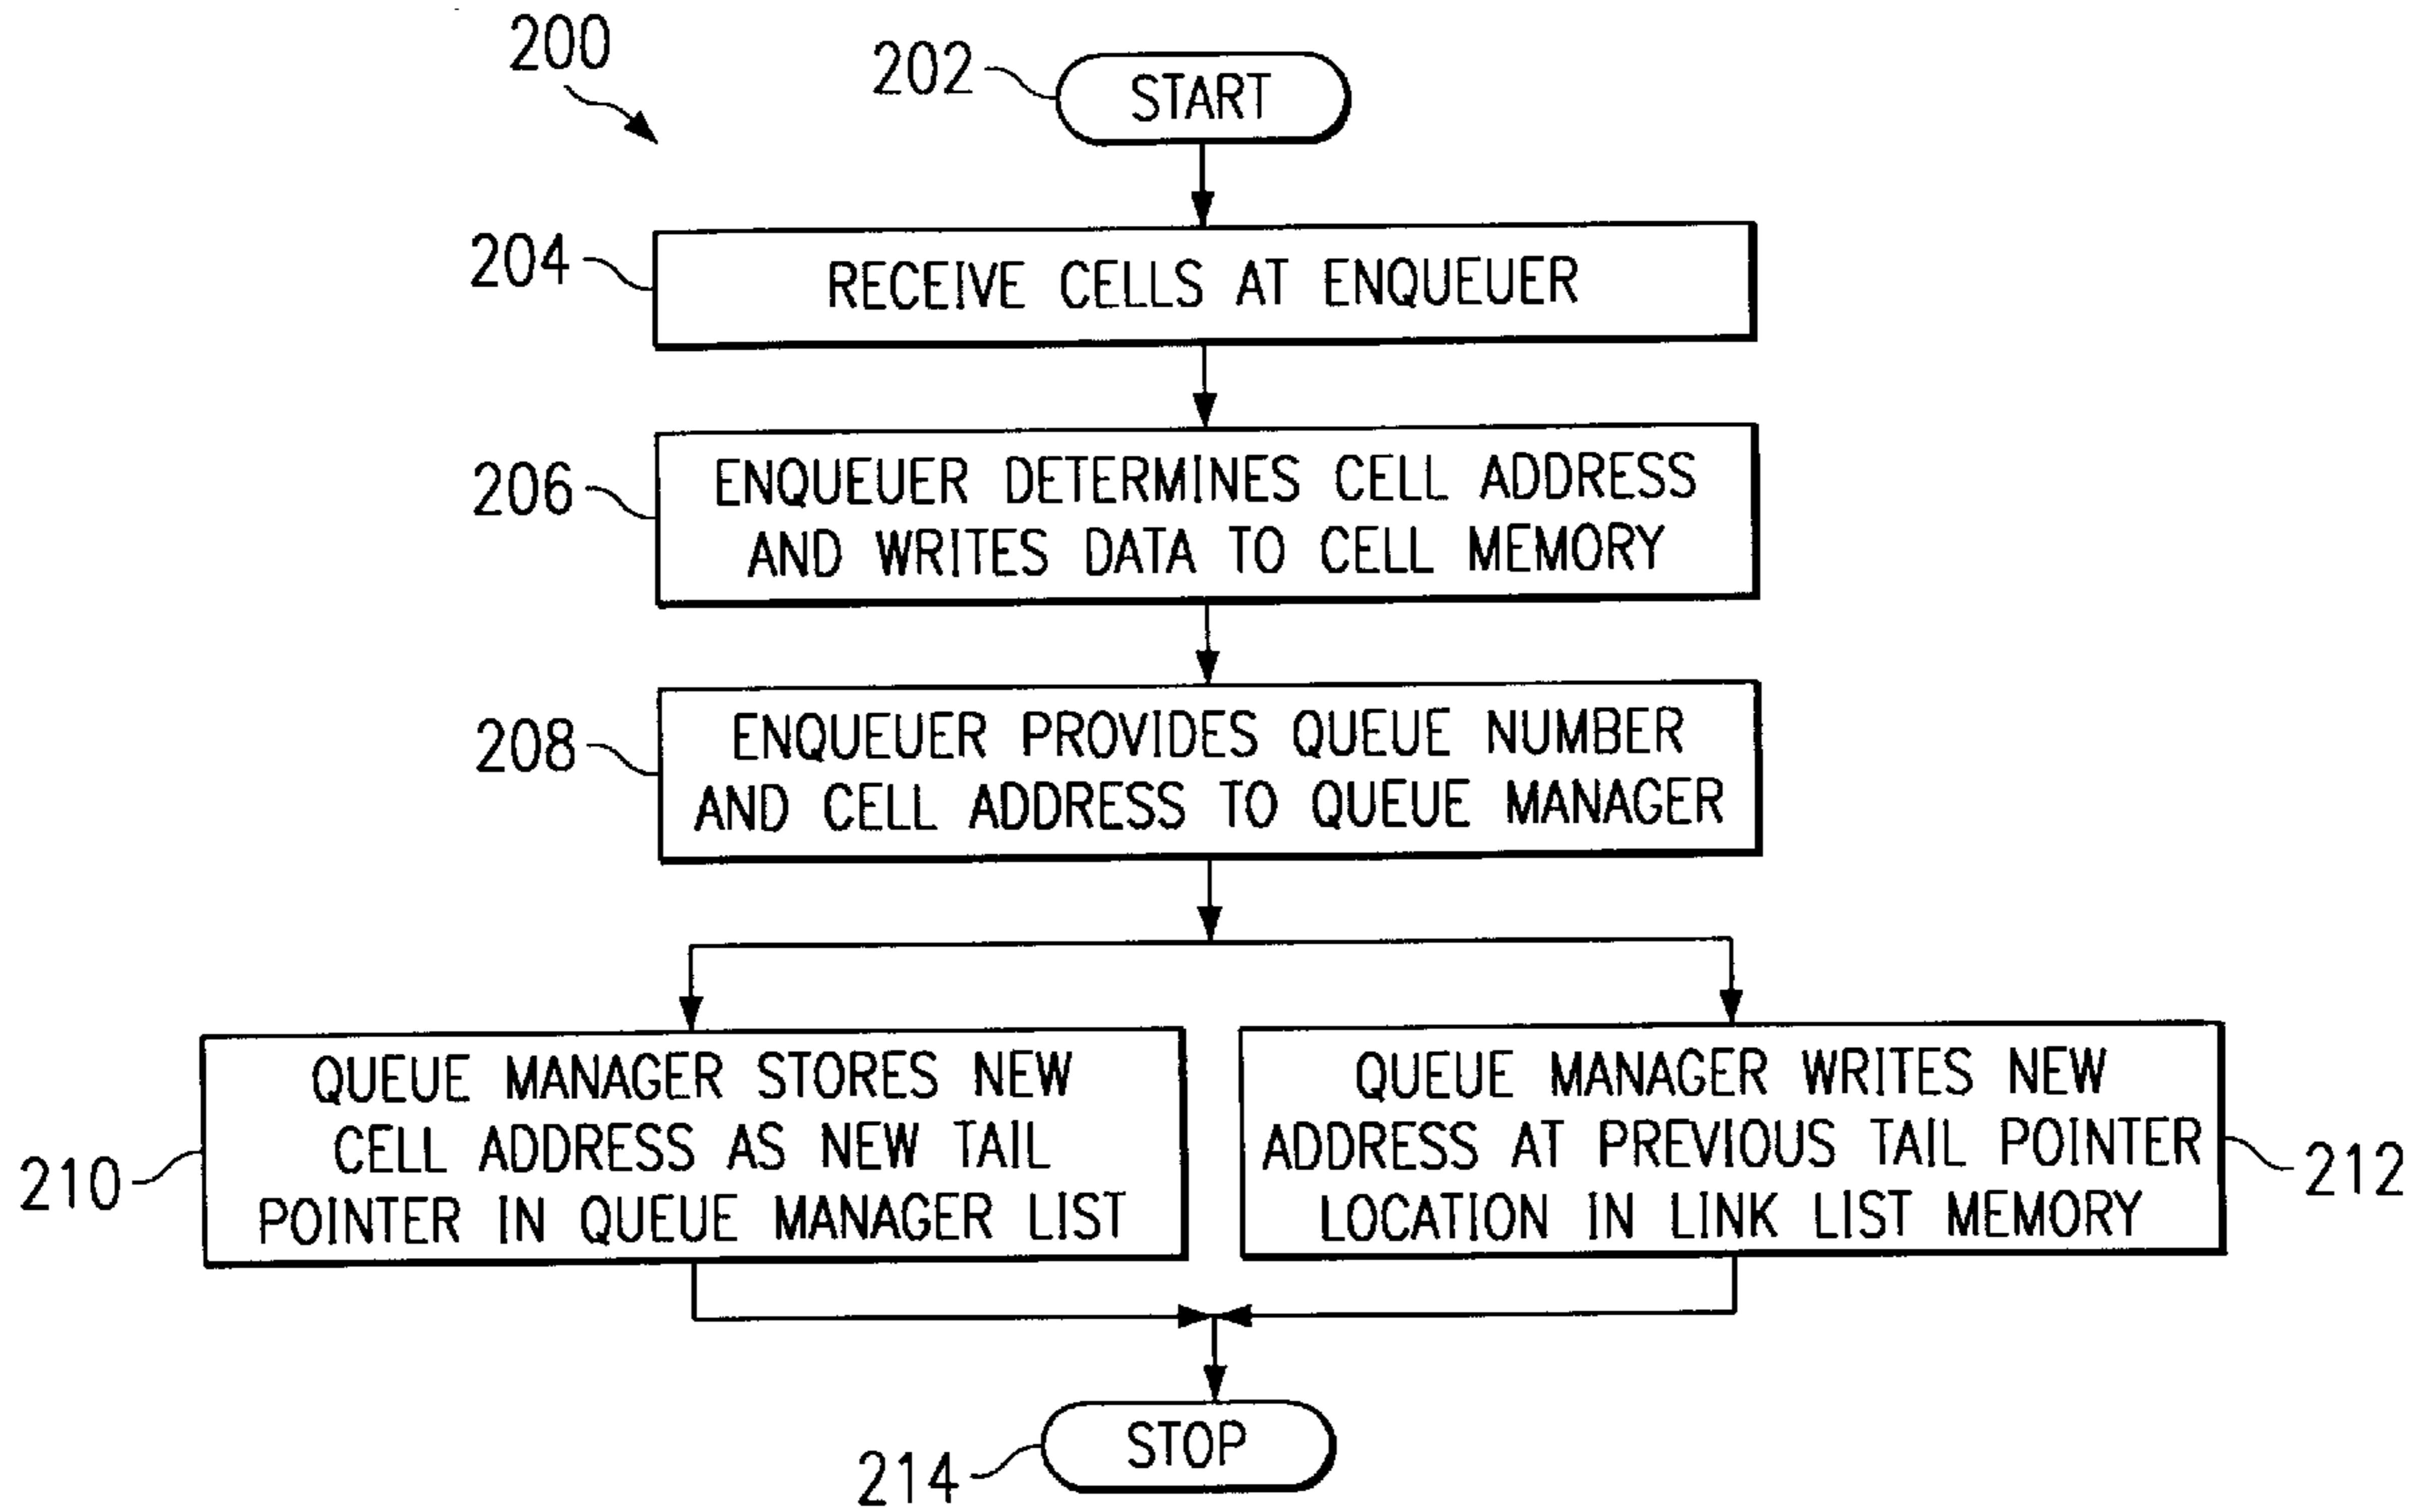 200
202
START
204
RECEIVE CELLS AT ENQUEUER
206
ENQUEUER DETERMINES CELL ADDRESS
AND WRITES DATA TO CELL MEMORY
208
ENQUEUER PROVIDES QUEUE NUMBER
AND CELL ADDRESS TO QUEUE MANAGER
210
QUEUE MANAGER STORES NEW
CELL ADDRESS AS NEW TAIL
POINTER IN QUEUE MANAGER LIST
QUEUE MANAGER WRITES NEW
ADDRESS AT PREVIOUS TAIL POINTER
LOCATION IN LINK LIST MEMORY
212
214
STOP